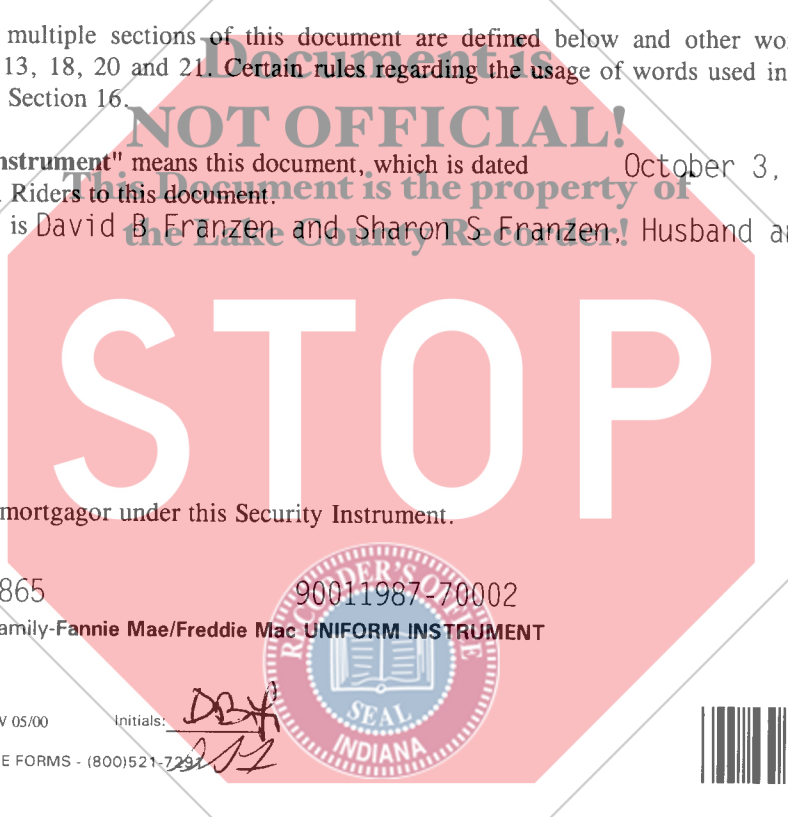 multiple sections of this document are defined below and other wo
Document is
13, 18, 20 and 21. Certain rules regarding the usage of words used in
Section 16.
NOT OFFICIAL!
nstrument" means this document, which is dated October 3,
Riders to this document.
This Document is the property of
is David B Franzen and Sharon S Franzen, Husband a
the Lake County Recorder!
STOP
mortgagor under this Security Instrument.
865 90011987-70002
amily-Fannie Mae/Freddie Mac UNIFORM INSTRUMENT
RECORDER'S OFFICE
SEAL
INDIANA
V 05/00 Initials: DBF
E FORMS - (800)521-7291